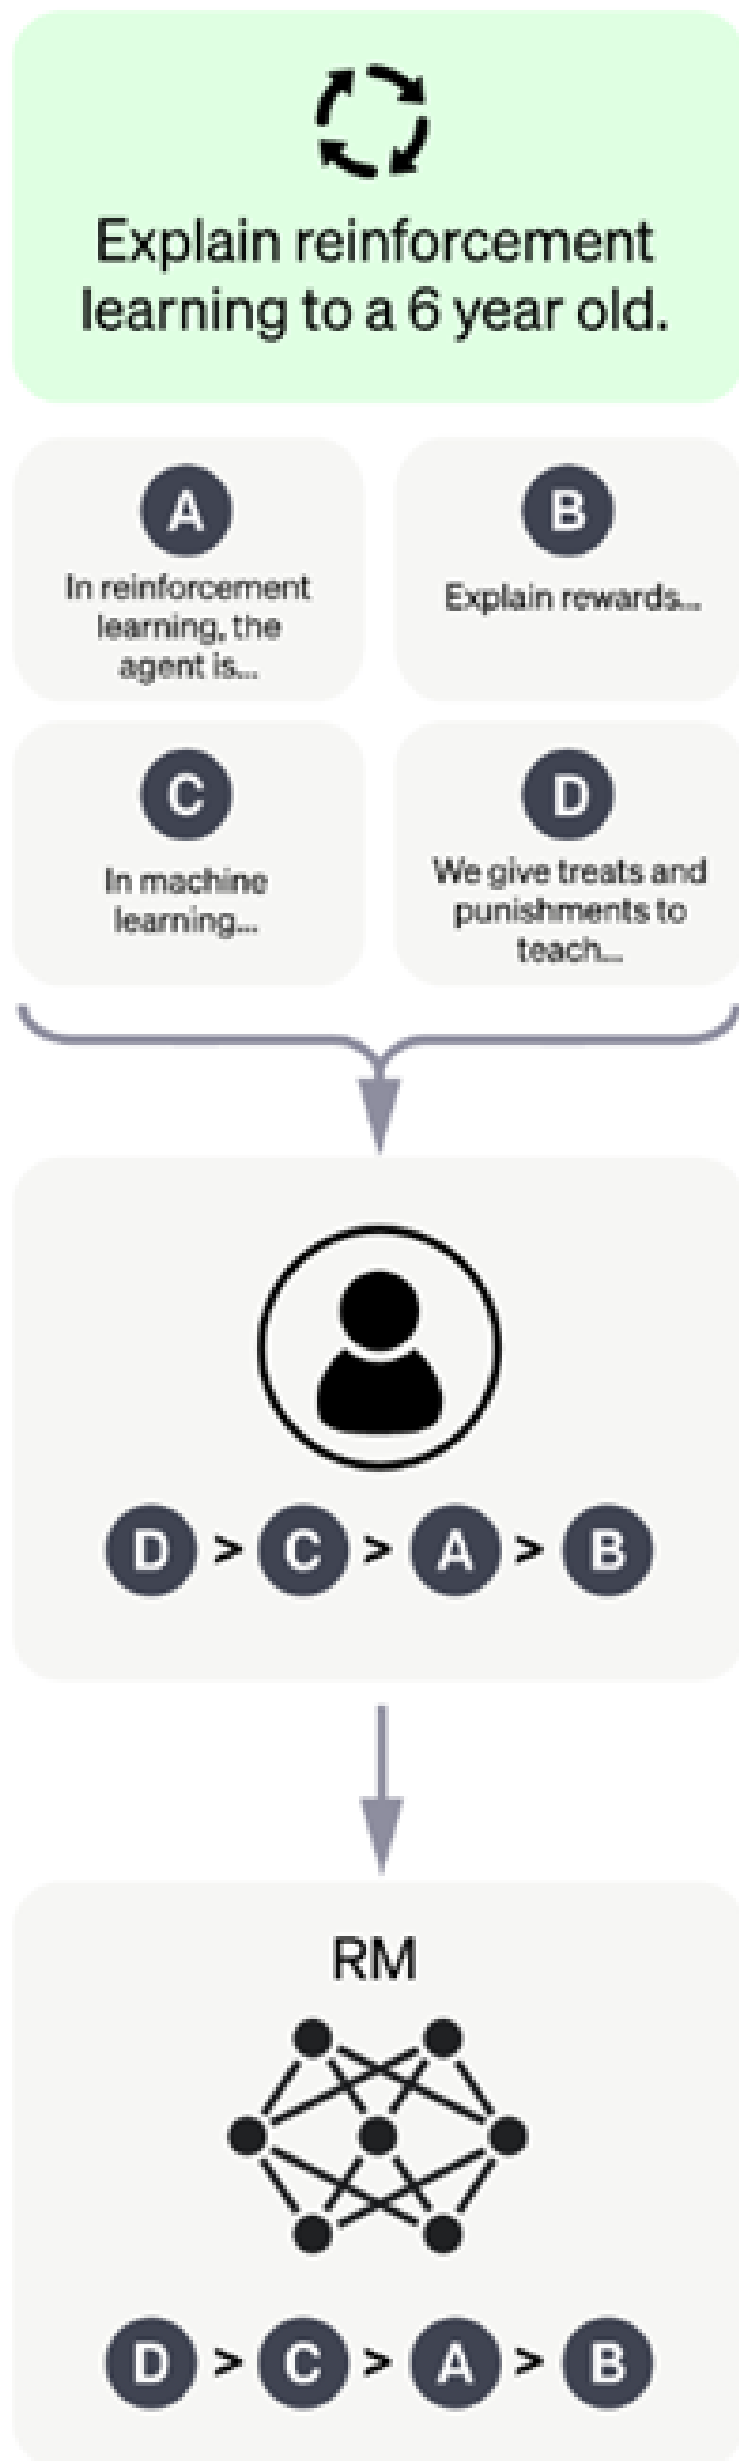 Explain reinforcement
learning to a 6 year old.
A
In reinforcement
learning, the
agent is...
B
Explain rewards...
C
In machine
learning...
D
We give treats and
punishments to
teach...
D > C > A > B
RM
D > C > A > B